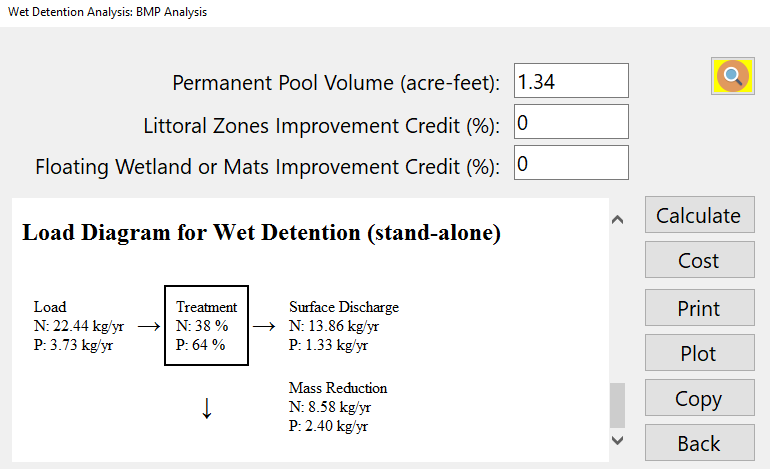 Wet Detention Analysis: BMP Analysis
Permanent Pool Volume (acre-feet): 1.34
Littoral Zones Improvement Credit (%): 0
Floating Wetland or Mats Improvement Credit (%): 0
Load Diagram for Wet Detention (stand-alone)
Load
N: 22.44 kg/yr
P: 3.73 kg/yr
→
Treatment
N: 38 %
P: 64 %
→
Surface Discharge
N: 13.86 kg/yr
P: 1.33 kg/yr
↓
Mass Reduction
N: 8.58 kg/yr
P: 2.40 kg/yr
Calculate
Cost
Print
Plot
Copy
Back